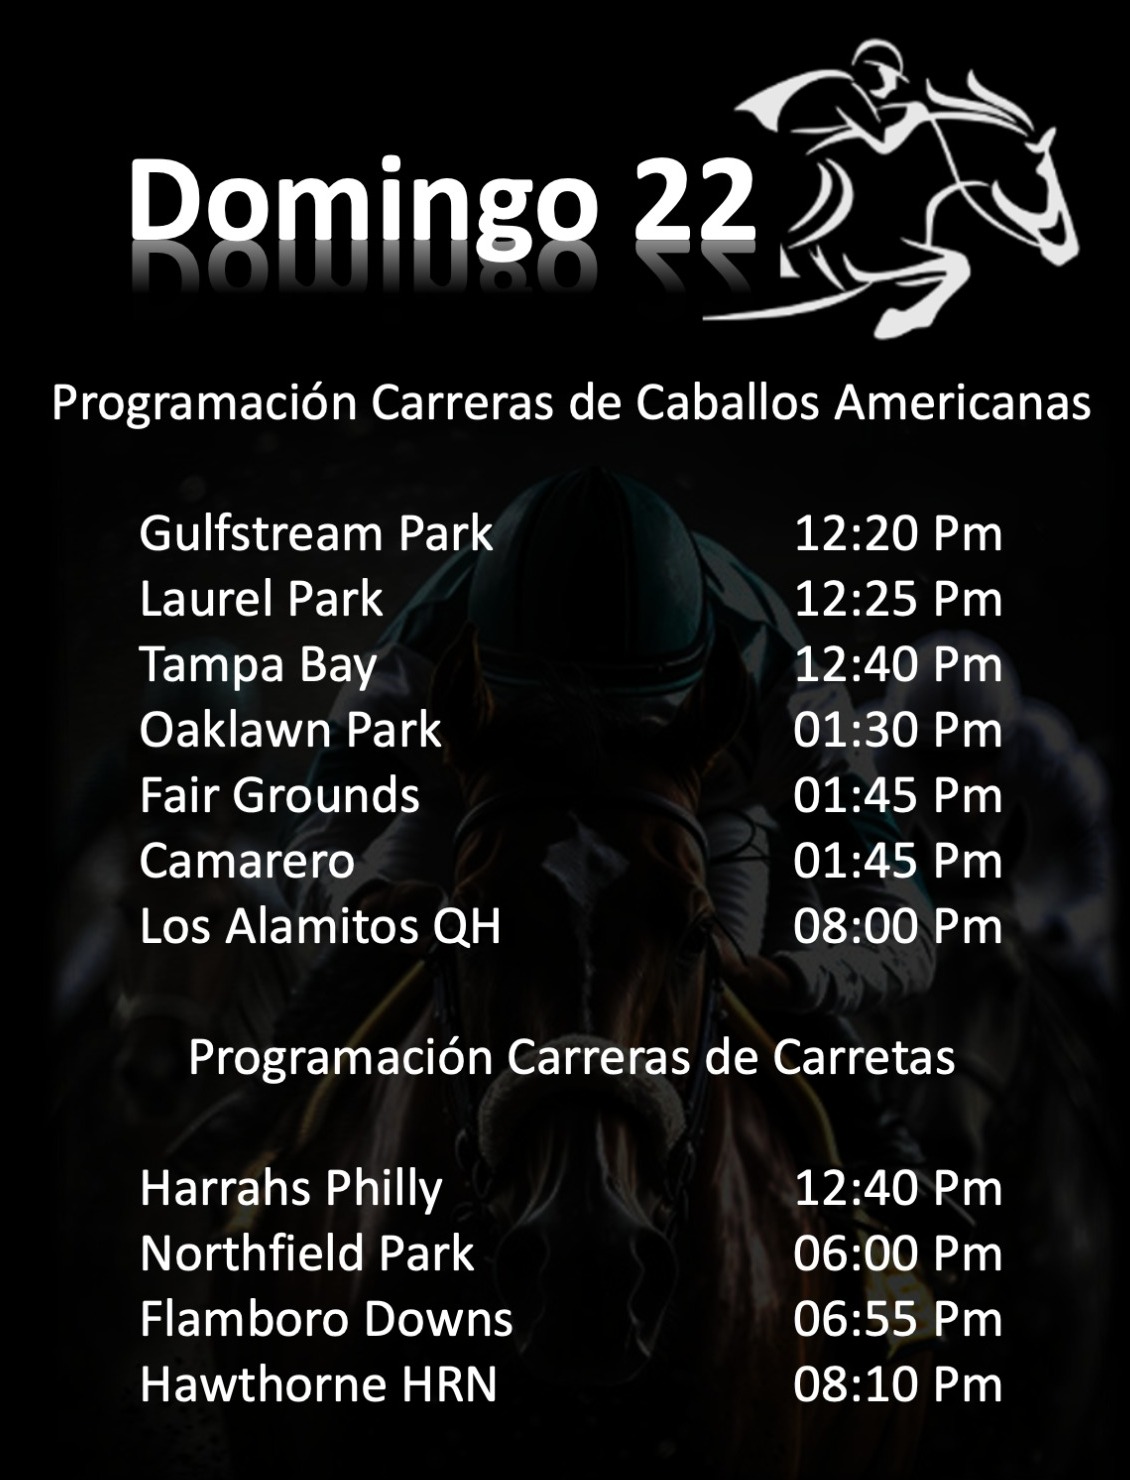 Domingo 22
Programación Carreras de Caballos Americanas
Gulfstream Park 12:20 Pm
Laurel Park 12:25 Pm
Tampa Bay 12:40 Pm
Oaklawn Park 01:30 Pm
Fair Grounds 01:45 Pm
Camarero 01:45 Pm
Los Alamitos QH 08:00 Pm
Programación Carreras de Carretas
Harrahs Philly 12:40 Pm
Northfield Park 06:00 Pm
Flamboro Downs 06:55 Pm
Hawthorne HRN 08:10 Pm